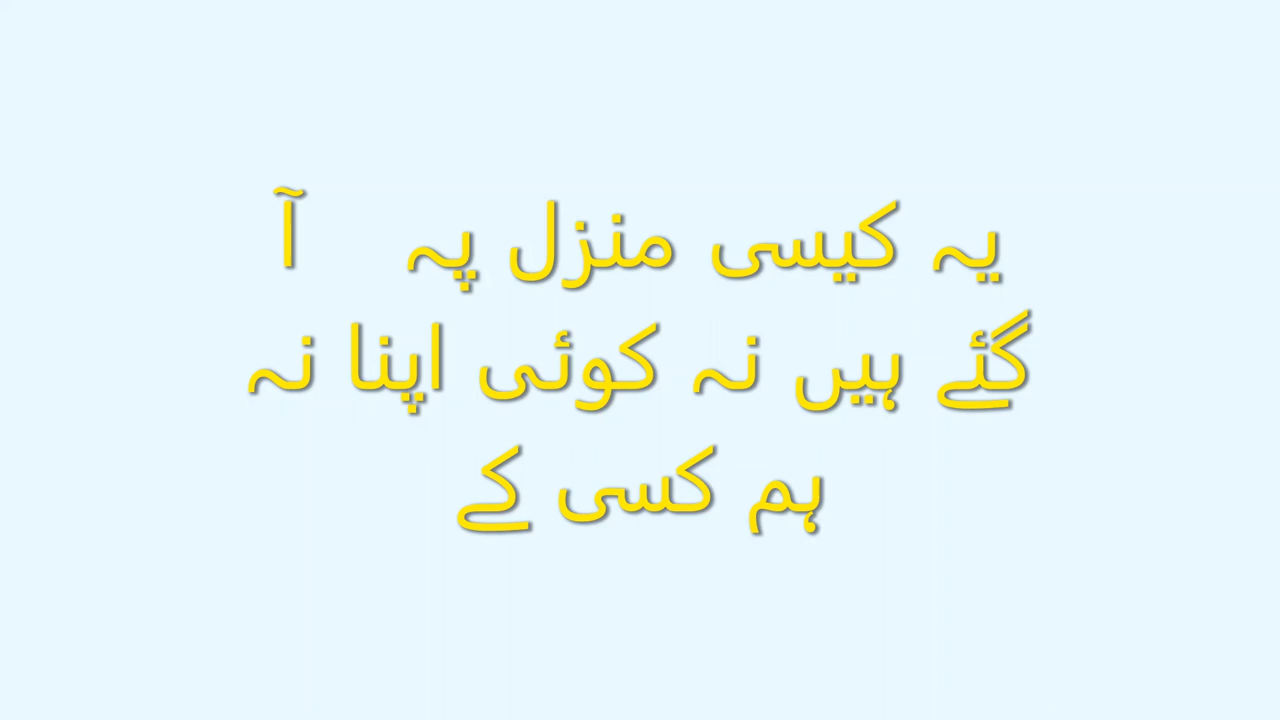 یہ کیسی منزل پہ آ
گئے ہیں نہ کوئی اپنا نہ
ہم کسی کے